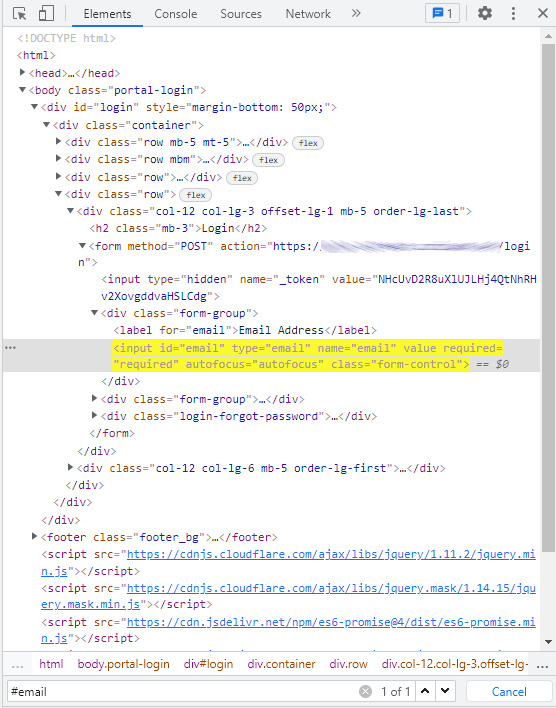 Elements Console Sources Network » 1
<!DOCTYPE html>
<html>
<head>…</head>
<body class="portal-login">
<div id="login" style="margin-bottom: 50px;">
<div class="container">
<div class="row mb-5 mt-5">…</div> flex
<div class="row mbm">…</div> flex
<div class="row">…</div> flex
<div class="row"> flex
<div class="col-12 col-lg-3 offset-lg-1 mb-5 order-lg-last">
<h2 class="mb-3">Login</h2>
<form method="POST" action="https:/ /logi
n">
<input type="hidden" name="_token" value="NHcUvD2R8uXlUJLHj4QtNhRH
v2XovgddvaHSLCdg">
<div class="form-group">
<label for="email">Email Address</label>
… <input id="email" type="email" name="email" value required=
"required" autofocus="autofocus" class="form-control"> == $0
</div>
<div class="form-group">…</div>
<div class="login-forgot-password">…</div>
</form>
</div>
<div class="col-12 col-lg-6 mb-5 order-lg-first">…</div>
</div>
</div>
</div>
<footer class="footer_bg">…</footer>
<script src="https://cdnjs.cloudflare.com/ajax/libs/jquery/1.11.2/jquery.mi
n.js"></script>
<script src="https://cdnjs.cloudflare.com/ajax/libs/jquery.mask/1.14.15/jqu
ery.mask.min.js"></script>
<script src="https://cdn.jsdelivr.net/npm/es6-promise@4/dist/es6-promise.mi
n.js"></script>
… html body.portal-login div#login div.container div.row div.col-12.col-lg-3.offset-lg- …
#email 1 of 1 Cancel